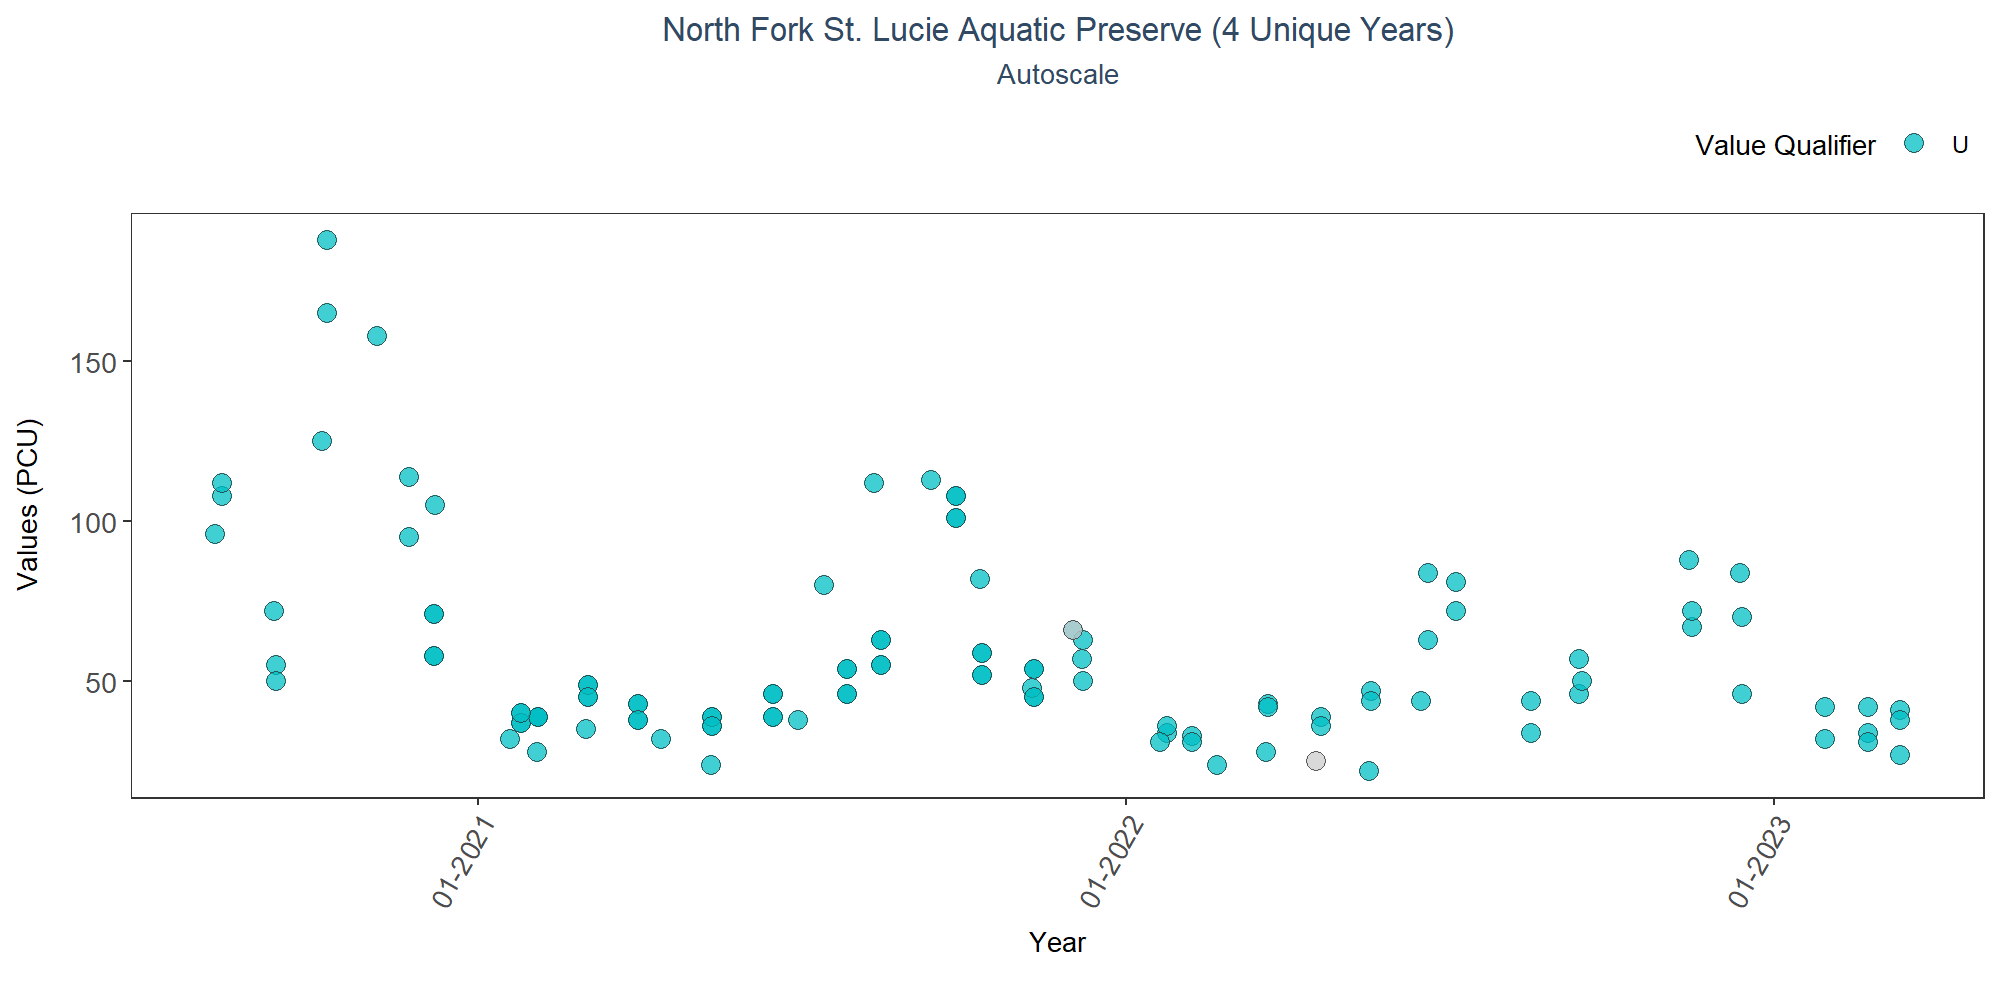 North Fork St. Lucie Aquatic Preserve (4 Unique Years)
Autoscale
Value Qualifier U
Values (PCU)
150
100
50
01-2021
01-2022
01-2023
Year